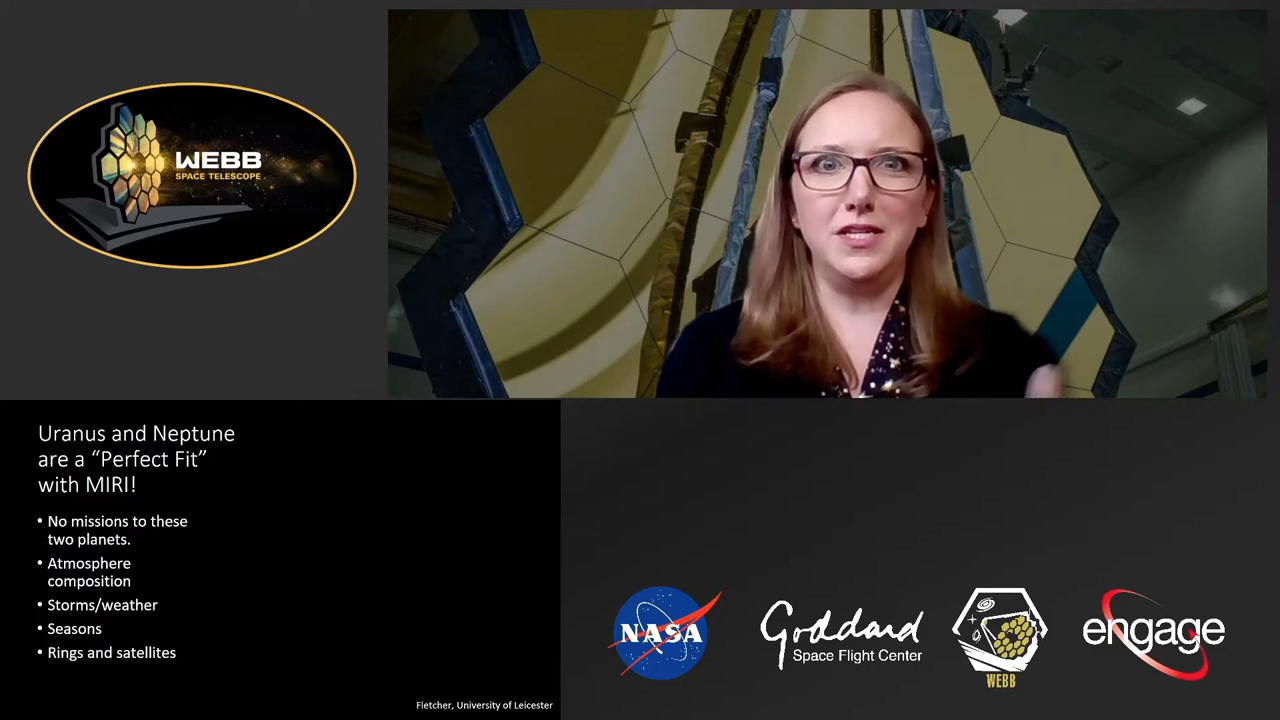 WEBB
SPACE TELESCOPE
Uranus and Neptune
are a “Perfect Fit”
with MIRI!
• No missions to these
two planets.
• Atmosphere
composition
• Storms/weather
• Seasons
• Rings and satellites
Fletcher, University of Leicester
NASA
Goddard
Space Flight Center
WEBB
engage